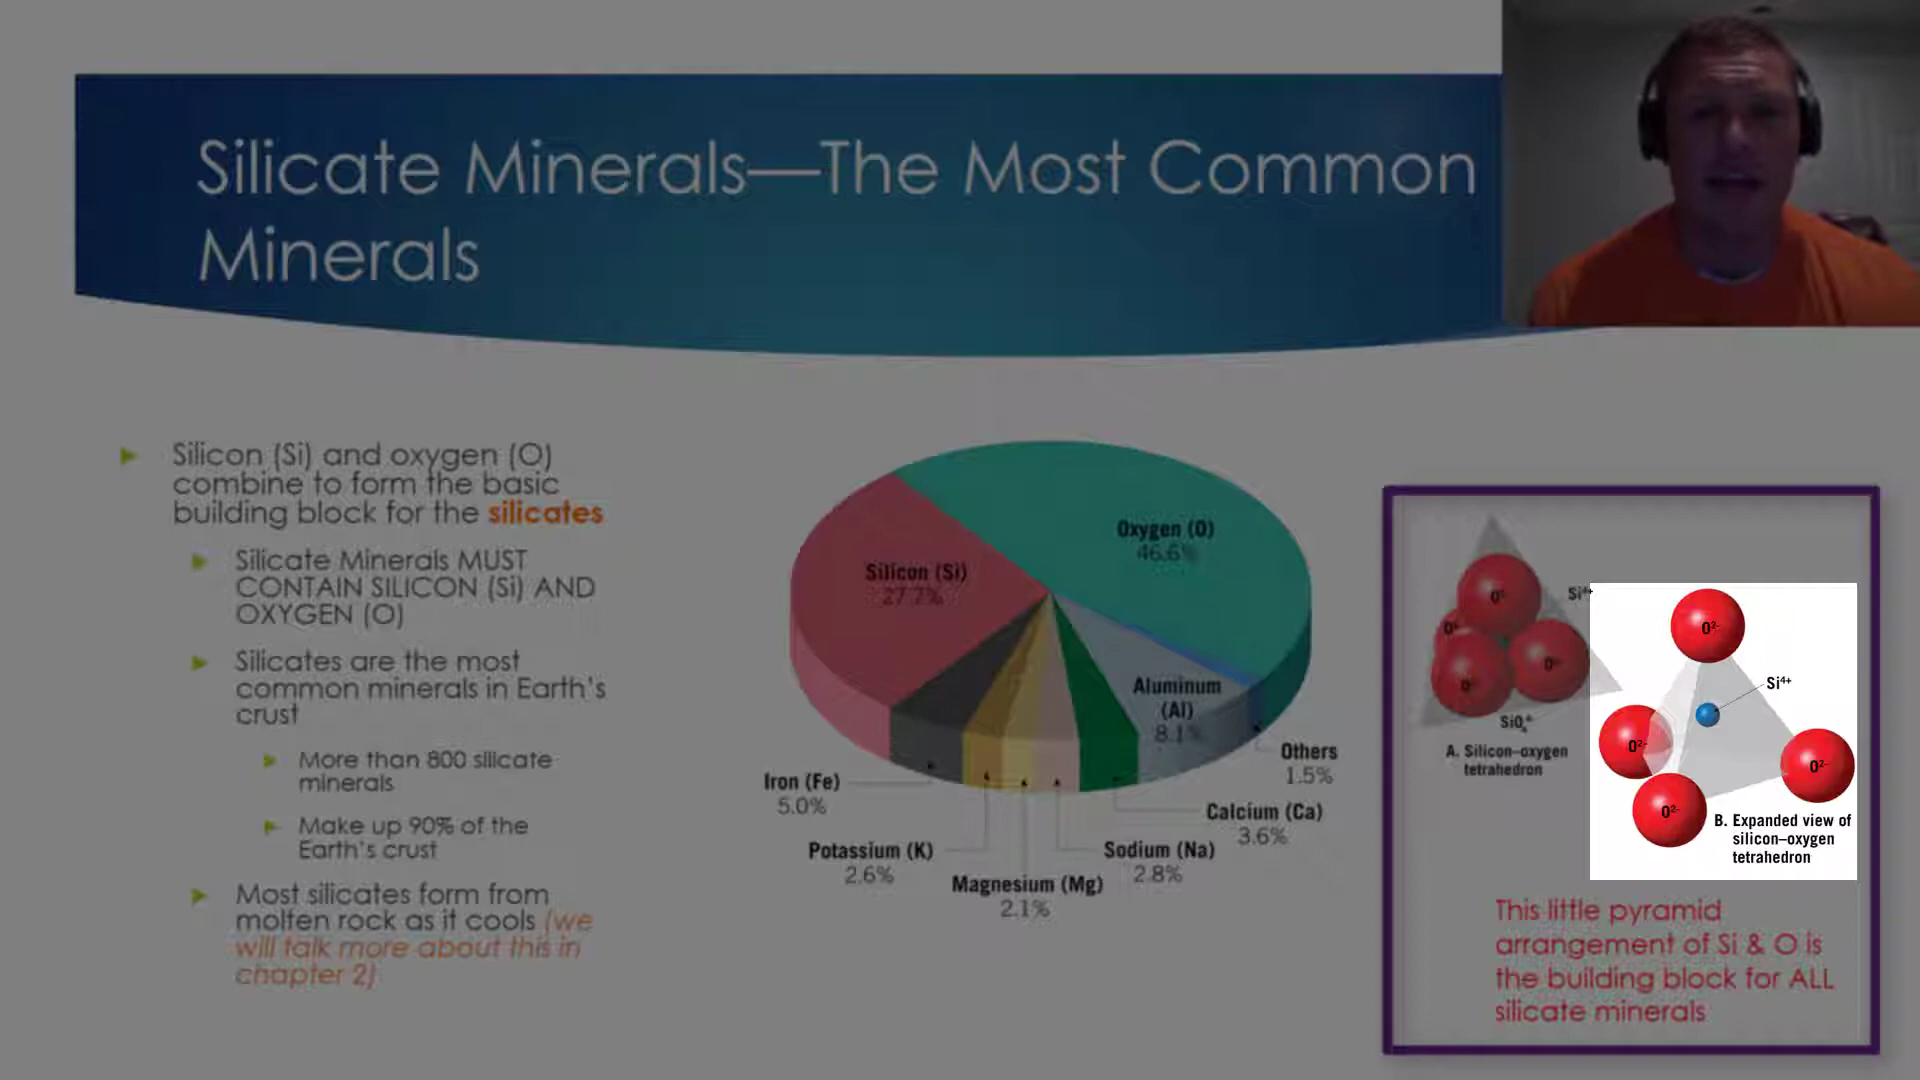 Silicate Minerals—The Most Common
Minerals
Silicon (Si) and oxygen (O)
combine to form the basic
building block for the silicates
Silicate Minerals MUST
CONTAIN SILICON (Si) AND
OXYGEN (O)
Silicates are the most
common minerals in Earth's
crust
More than 800 silicate
minerals
Make up 90% of the
Earth's crust
Most silicates form from
molten rock as it cools (we
will talk more about this in
chapter 2)
Oxygen (O)
46.6%
Silicon (Si)
27.7%
Aluminum
(Al)
8.1%
Others
1.5%
Iron (Fe)
5.0%
Calcium (Ca)
3.6%
Potassium (K)
2.6%
Sodium (Na)
2.8%
Magnesium (Mg)
2.1%
Si⁴⁺
A. Silicon–oxygen
tetrahedron
O²⁻
Si⁴⁺
O²⁻
O²⁻
O²⁻
B. Expanded view of
silicon–oxygen
tetrahedron
This little pyramid
arrangement of Si & O is
the building block for ALL
silicate minerals